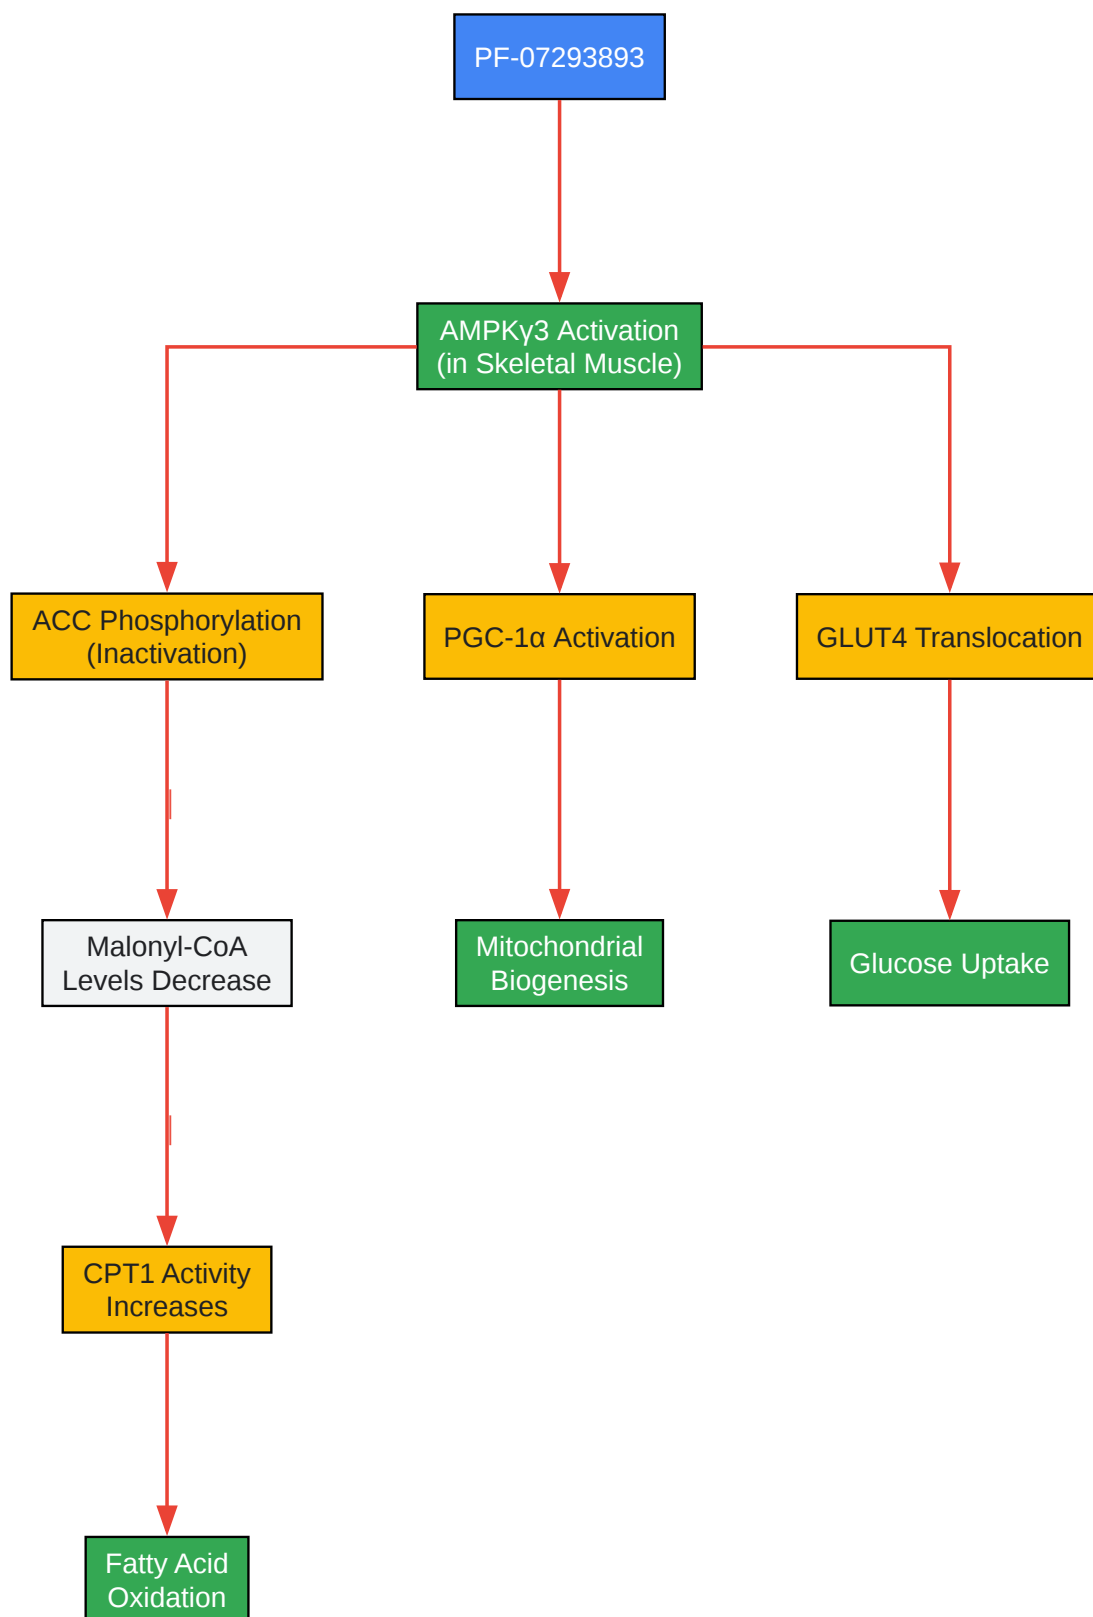 PF-07293893
AMPKγ3 Activation
(in Skeletal Muscle)
ACC Phosphorylation
(Inactivation)
PGC-1α Activation
GLUT4 Translocation
Malonyl-CoA
Levels Decrease
Mitochondrial
Biogenesis
Glucose Uptake
CPT1 Activity
Increases
Fatty Acid
Oxidation